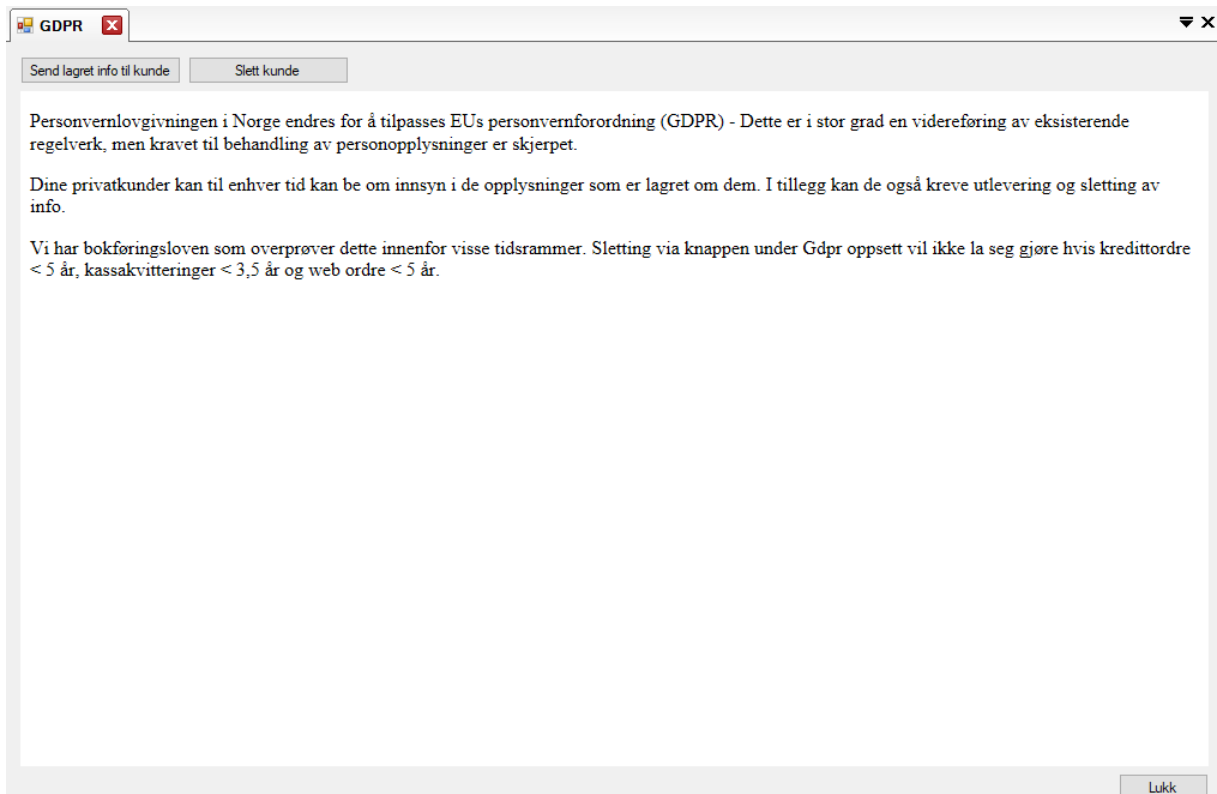 GDPR
Send lagret info til kunde
Slett kunde
Personvernlovgivningen i Norge endres for å tilpasses EUs personvernforordning (GDPR) - Dette er i stor grad en videreføring av eksisterende
regelverk, men kravet til behandling av personopplysninger er skjerpet.
Dine privatkunder kan til enhver tid kan be om innsyn i de opplysninger som er lagret om dem. I tillegg kan de også kreve utlevering og sletting av
info.
Vi har bokføringsloven som overprøver dette innenfor visse tidsrammer. Sletting via knappen under Gdpr oppsett vil ikke la seg gjøre hvis kredittordre
< 5 år, kassakvitteringer < 3,5 år og web ordre < 5 år.
Lukk